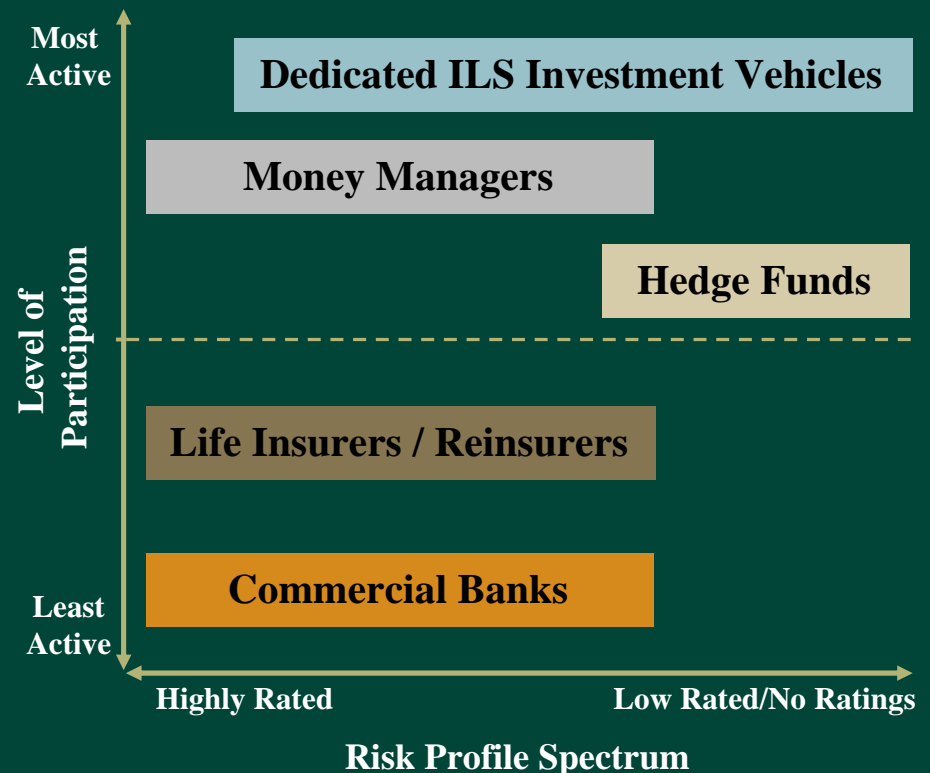 Most
Active
Dedicated ILS Investment Vehicles
Money Managers
Hedge Funds
Level of
Participation
Life Insurers / Reinsurers
Commercial Banks
Least
Active
Highly Rated
Low Rated/No Ratings
Risk Profile Spectrum